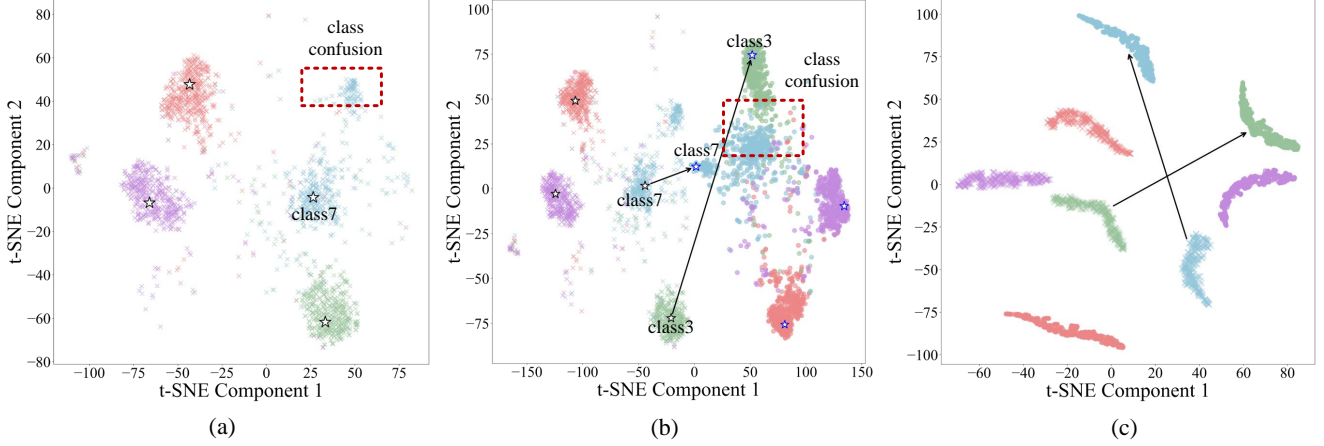 class
confusion
80
60
40
20
0
−20
−40
−60
−80
t-SNE Component 2
class7
−100
−75
−50
−25
0
25
50
75
t-SNE Component 1
(a)
class3
class
confusion
100
75
50
25
0
−25
−50
−75
t-SNE Component 2
class7
class7
class3
−150
−100
−50
0
50
100
150
t-SNE Component 1
(b)
100
75
50
25
0
−25
−50
−75
−100
t-SNE Component 2
−60
−40
−20
0
20
40
60
80
t-SNE Component 1
(c)